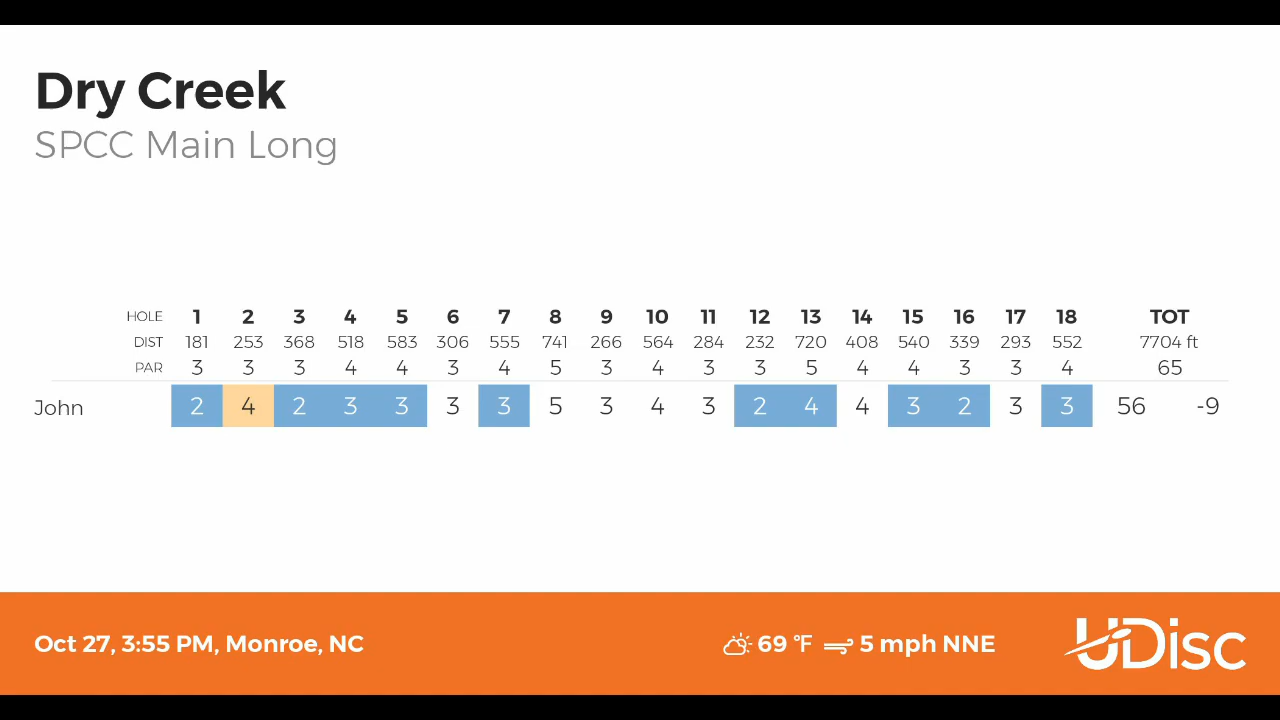 Dry Creek
SPCC Main Long
HOLE 1 2 3 4 5 6 7 8 9 10 11 12 13 14 15 16 17 18 TOT
DIST 181 253 368 518 583 306 555 741 266 564 284 232 720 408 540 339 293 552 7704 ft
PAR 3 3 3 4 4 3 4 5 3 4 3 3 5 4 4 3 3 4 65
John 2 4 2 3 3 3 3 5 3 4 3 2 4 4 3 2 3 3 56 -9
Oct 27, 3:55 PM, Monroe, NC 69 °F 5 mph NNE UDisc